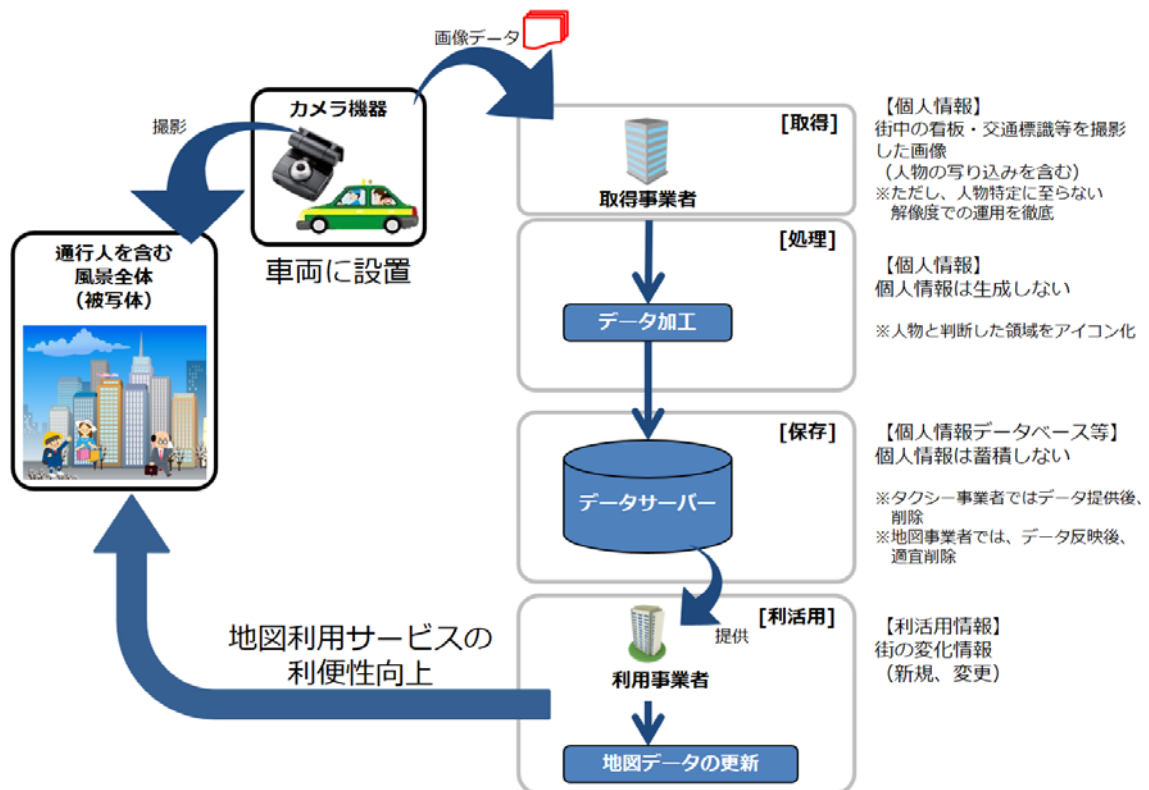 画像データ
カメラ機器
撮影
車両に設置
通行人を含む
風景全体
（被写体）
[取得]
取得事業者
【個人情報】
街中の看板・交通標識等を撮影
した画像
（人物の写り込みを含む）
※ただし、人物特定に至らない
解像度での運用を徹底
[処理]
データ加工
【個人情報】
個人情報は生成しない
※人物と判断した領域をアイコン化
[保存]
データサーバー
【個人情報データベース等】
個人情報は蓄積しない
※タクシー事業者ではデータ提供後、
削除
※地図事業者では、データ反映後、
適宜削除
[利活用]
提供
利用事業者
地図データの更新
【利活用情報】
街の変化情報
（新規、変更）
地図利用サービスの
利便性向上